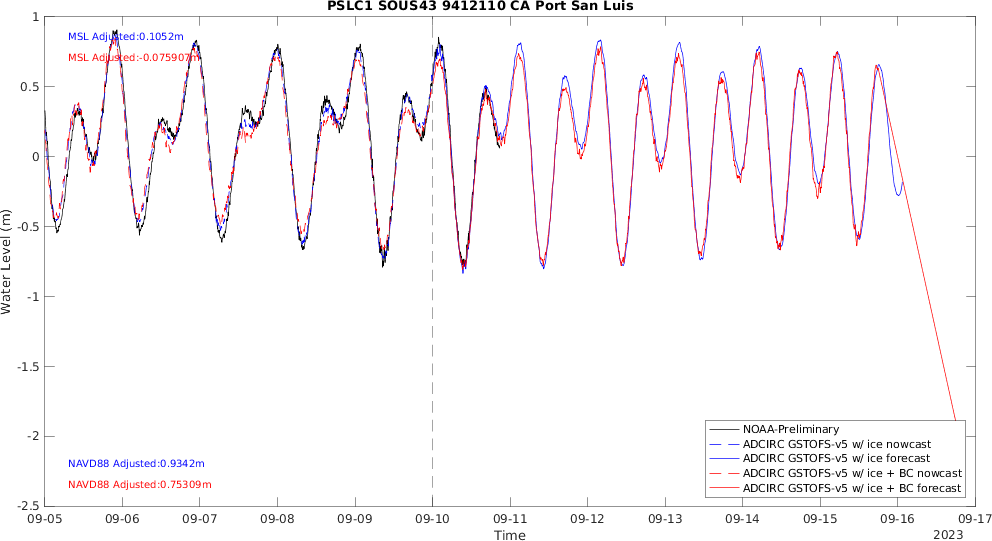 PSLC1 SOUS43 9412110 CA Port San Luis
MSL Adjusted:0.1052m
MSL Adjusted:-0.075907m
1
0.5
0
-0.5
-1
-1.5
-2
-2.5
Water Level (m)
NAVD88 Adjusted:0.9342m
NAVD88 Adjusted:0.75309m
NOAA-Preliminary
ADCIRC GSTOFS-v5 w/ ice nowcast
ADCIRC GSTOFS-v5 w/ ice forecast
ADCIRC GSTOFS-v5 w/ ice + BC nowcast
ADCIRC GSTOFS-v5 w/ ice + BC forecast
09-05 09-06 09-07 09-08 09-09 09-10 09-11 09-12 09-13 09-14 09-15 09-16 09-17
Time
2023